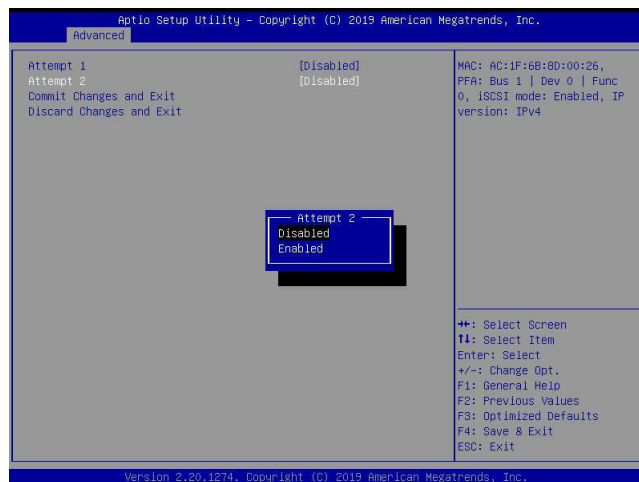 Aptio Setup Utility – Copyright (C) 2019 American Megatrends, Inc.
Advanced
Attempt 1 [Disabled]
Attempt 2 [Disabled]
Commit Changes and Exit
Discard Changes and Exit
MAC: AC:1F:6B:8D:00:26,
PFA: Bus 1 | Dev 0 | Func
0, iSCSI mode: Enabled, IP
version: IPv4
Attempt 2
Disabled
Enabled
→←: Select Screen
↑↓: Select Item
Enter: Select
+/-: Change Opt.
F1: General Help
F2: Previous Values
F3: Optimized Defaults
F4: Save & Exit
ESC: Exit
Version 2.20.1274. Copyright (C) 2019 American Megatrends, Inc.